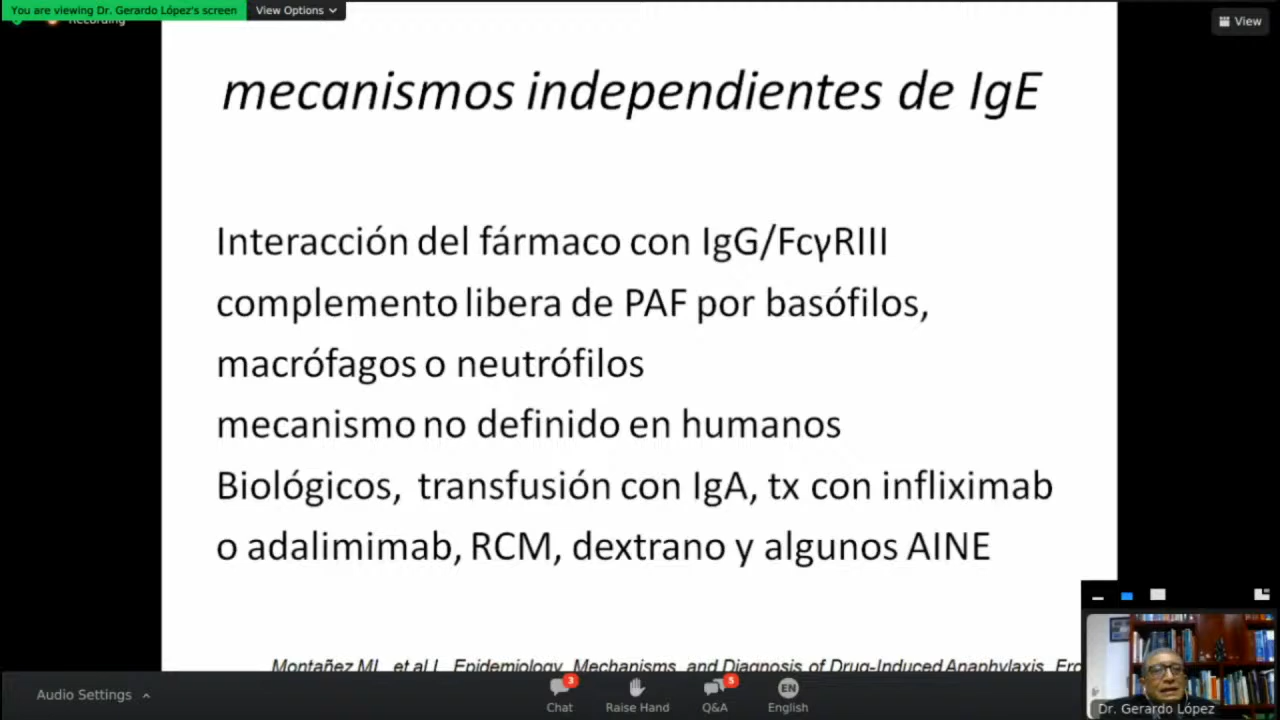 You are viewing Dr. Gerardo López's screen View Options
Recording
View
mecanismos independientes de IgE
Interacción del fármaco con IgG/FcγRIII
complemento libera de PAF por basófilos,
macrófagos o neutrófilos
mecanismo no definido en humanos
Biológicos, transfusión con IgA, tx con infliximab
o adalimimab, RCM, dextrano y algunos AINE
Montañez MI, et al. Epidemiology, Mechanisms, and Diagnosis of Drug-Induced Anaphylaxis.
Dr. Gerardo López
Audio Settings
3
5
EN
Chat Raise Hand Q&A English